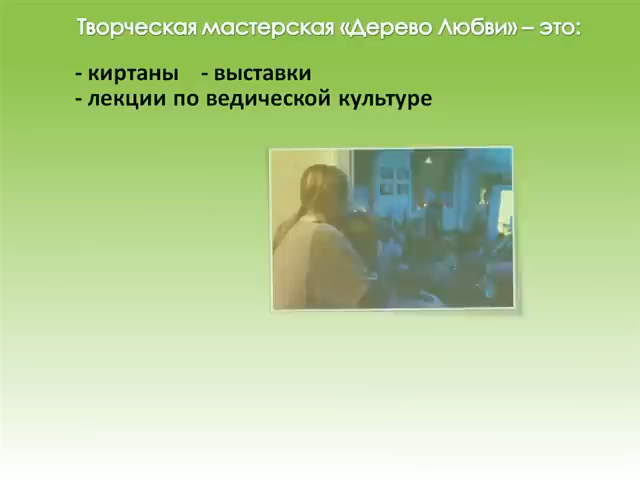 Творческая мастерская «Дерево Любви» – это:
- киртаны - выставки
- лекции по ведической культуре